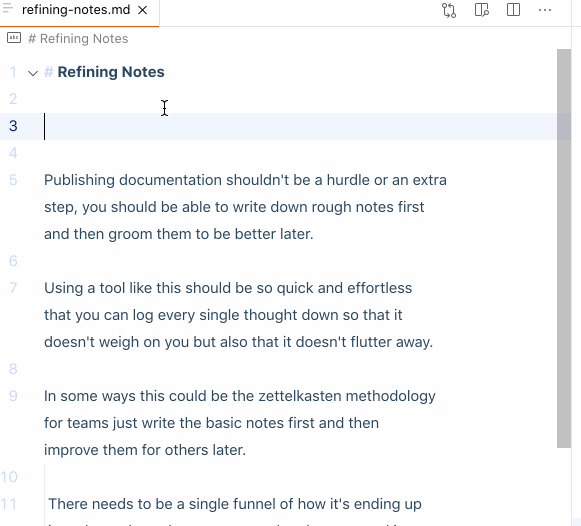 refining-notes.md
abc # Refining Notes
1 # Refining Notes
2
3
4
5 Publishing documentation shouldn't be a hurdle or an extra
step, you should be able to write down rough notes first
and then groom them to be better later.
6
7 Using a tool like this should be so quick and effortless
that you can log every single thought down so that it
doesn't weigh on you but also that it doesn't flutter away.
8
9 In some ways this could be the zettelkasten methodology
for teams just write the basic notes first and then
improve them for others later.
10
11 There needs to be a single funnel of how it's ending up